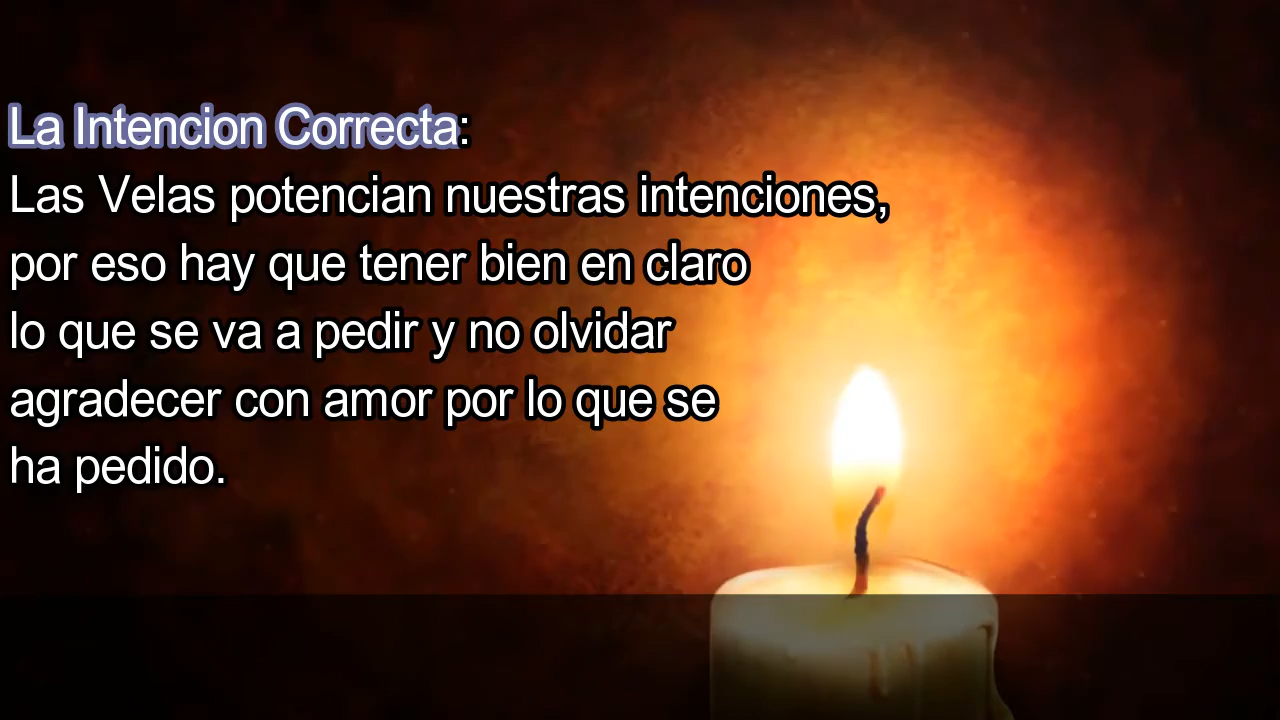 La Intencion Correcta:
Las Velas potencian nuestras intenciones,
por eso hay que tener bien en claro
lo que se va a pedir y no olvidar
agradecer con amor por lo que se
ha pedido.